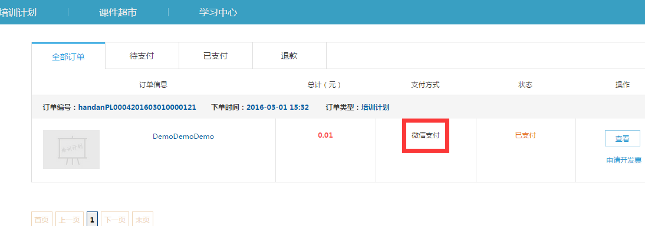 培训计划 硬件超市 学习中心
全部订单 待支付 已支付 退款
订单信息 总计（元） 支付方式 状态 操作
订单编号：handanPL0004201603010000121 下单时间：2016-03-01 15:32 订单类型：培训计划
DemoDemoDemo 0.01 微信支付 已支付 查看
申请开发票
首页 上一页 1 下一页 末页